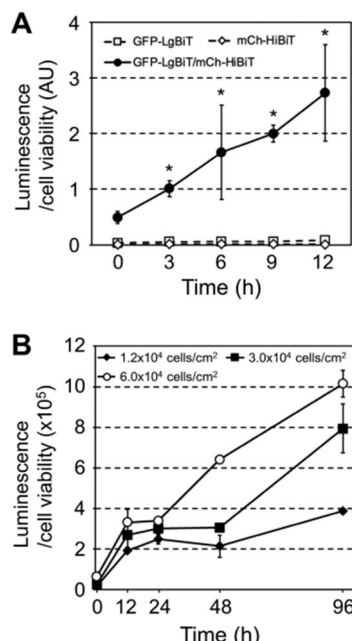 A
GFP-LgBiT mCh-HiBiT
GFP-LgBiT/mCh-HiBiT
Luminescence
/cell viability (AU)
4
3
2
1
0
* * * *
0 3 6 9 12
Time (h)
B
1.2x10⁴ cells/cm² 3.0x10⁴ cells/cm²
6.0x10⁴ cells/cm²
Luminescence
/cell viability (x10⁵)
12
10
8
6
4
2
0
0 12 24 48 96
Time (h)